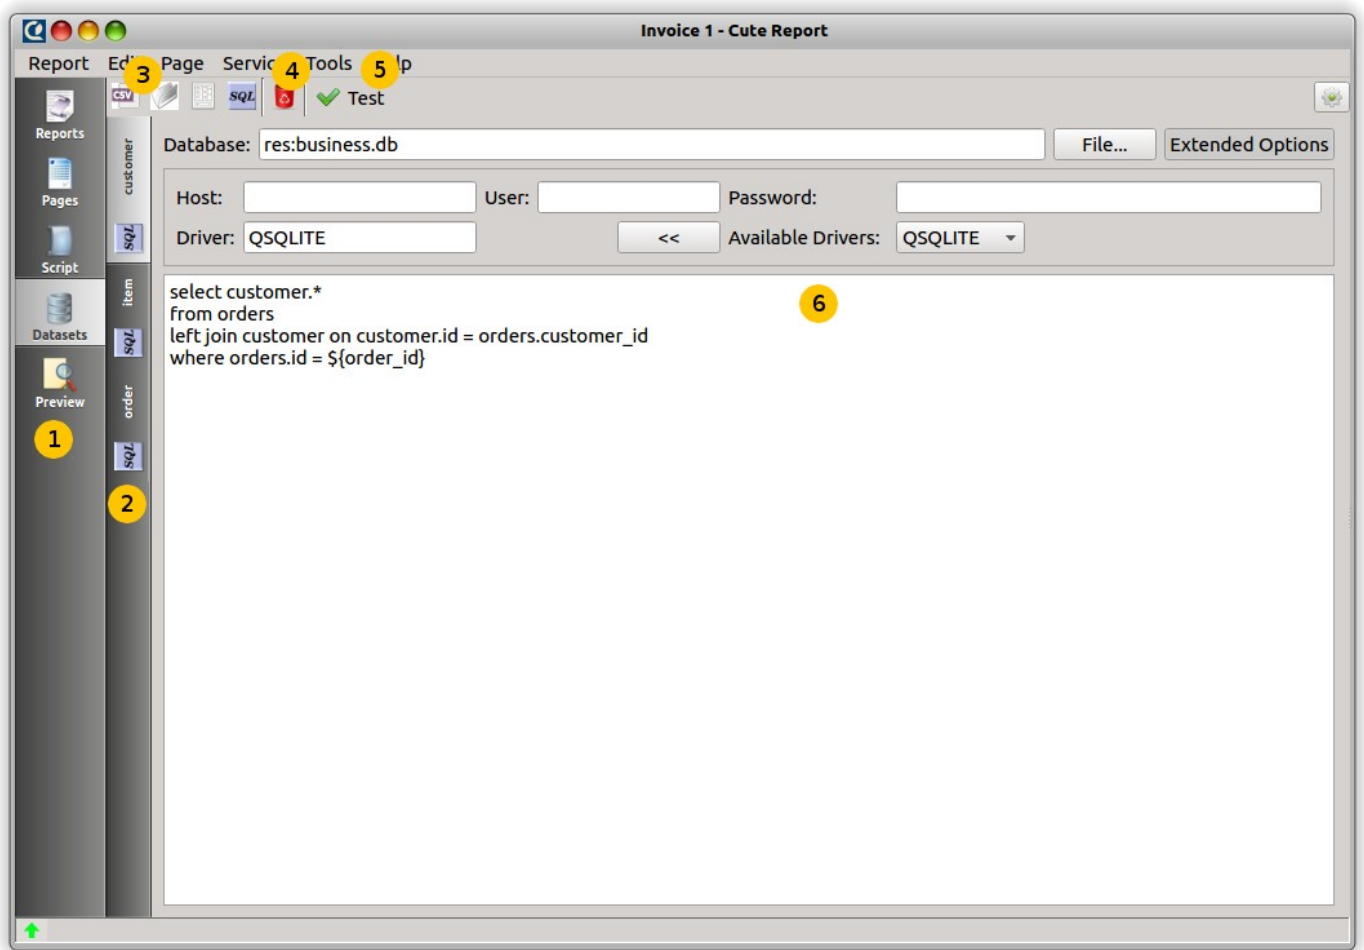 Invoice 1 - Cute Report
Report Edi 3 Page Servic 4 Tools 5 lp
CSV SQL Test
Reports
Pages
Script
Datasets
Preview
1
customer
SQL
item
SQL
order
SQL
2
Database: res:business.db File... Extended Options
Host: User: Password:
Driver: QSQLITE << Available Drivers: QSQLITE
select customer.*
from orders
left join customer on customer.id = orders.customer_id
where orders.id = ${order_id}
6